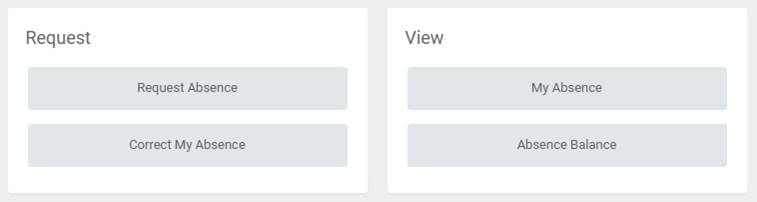 Request
Request Absence
Correct My Absence
View
My Absence
Absence Balance